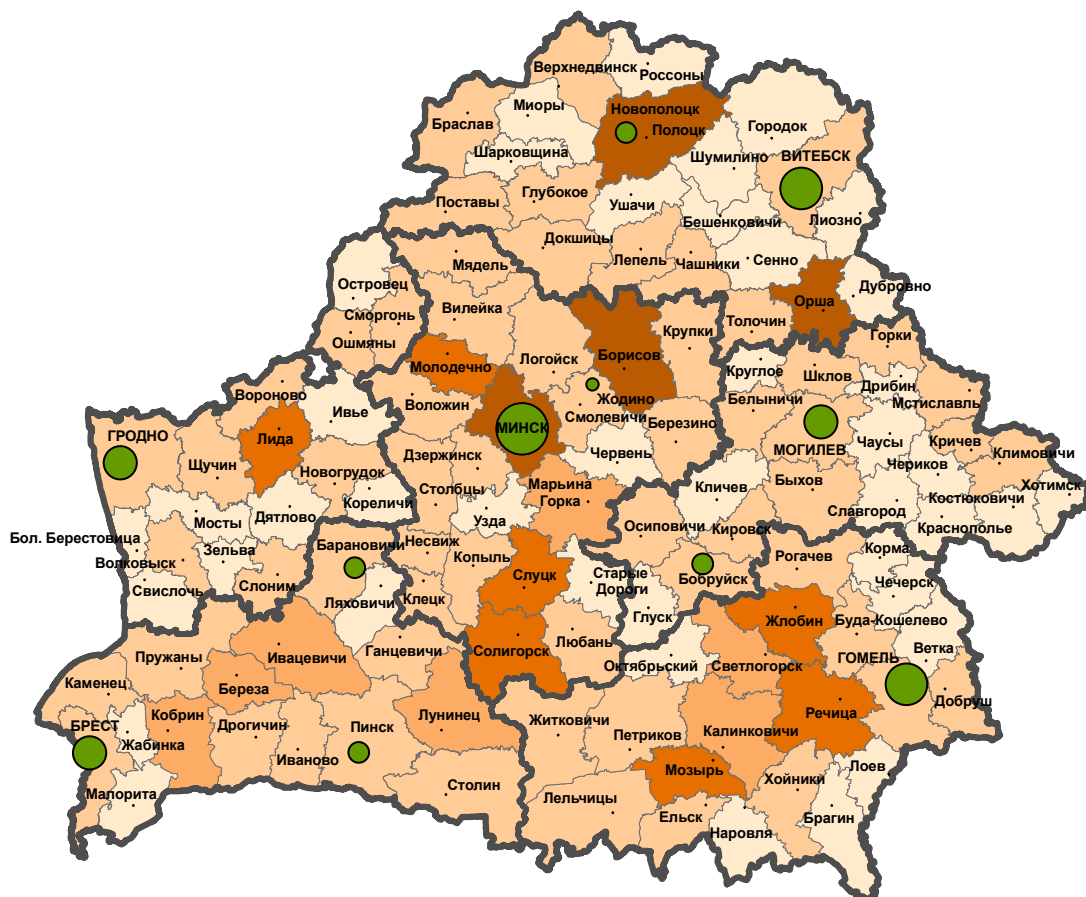 Верхнедвинск
Россоны
Миоры
Новополоцк
Полоцк
Браслав
Городок
Шарковщина
Шумилино
ВИТЕБСК
Поставы
Глубокое
Ушачи
Бешенковичи
Лиозно
Докшицы
Лепель
Чашники
Сенно
Мядель
Островец
Дубровно
Орша
Сморгонь
Вилейка
Толочин
Крупки
Ошмяны
Горки
Логойск
Борисов
Молодечно
Круглое
Шклов
Дрибин
Жодино
Мстиславль
Вороново
Ивье
Воложин
Смолевичи
Белыничи
Березино
МИНСК
ГРОДНО
Лида
МОГИЛЕВ
Чаусы
Кричев
Климовичи
Щучин
Новогрудок
Дзержинск
Червень
Чериков
Хотимск
Столбцы
Марьина
Горка
Кличев
Быхов
Костюковичи
Кореличи
Мосты
Дятлово
Узда
Славгород
Краснополье
Бол. Берестовица
Зельва
Барановичи
Несвиж
Копыль
Осиповичи
Кировск
Рогачев
Корма
Волковыск
Слоним
Свислочь
Ляховичи
Клецк
Слуцк
Старые
Дороги
Бобруйск
Чечерск
Глуск
Жлобин
Буда-Кошелево
Любань
Пружаны
Ивацевичи
Ганцевичи
Солигорск
Октябрьский
Светлогорск
ГОМЕЛЬ
Ветка
Каменец
Береза
Добруш
БРЕСТ
Кобрин
Дрогичин
Пинск
Лунинец
Житковичи
Петриков
Калинковичи
Речица
Жабинка
Иваново
Малорита
Столин
Мозырь
Хойники
Лоев
Лельчицы
Ельск
Наровля
Брагин